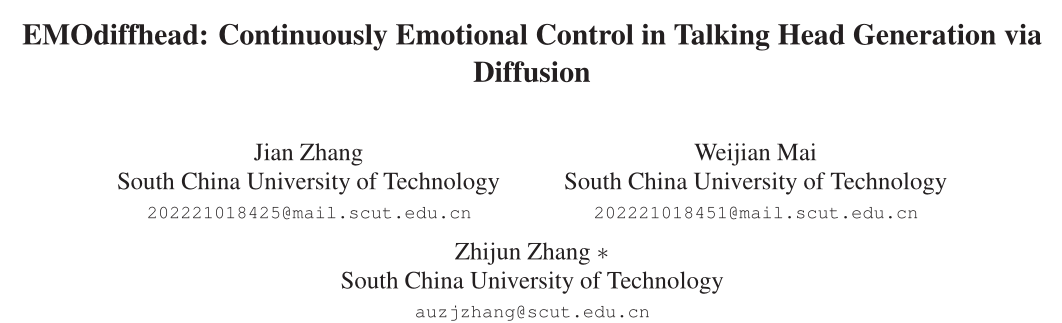 EMOdiffhead: Continuously Emotional Control in Talking Head Generation via
Diffusion
Jian Zhang
South China University of Technology
202221018425@mail.scut.edu.cn
Weijian Mai
South China University of Technology
202221018451@mail.scut.edu.cn
Zhijun Zhang *
South China University of Technology
auzjzhang@scut.edu.cn